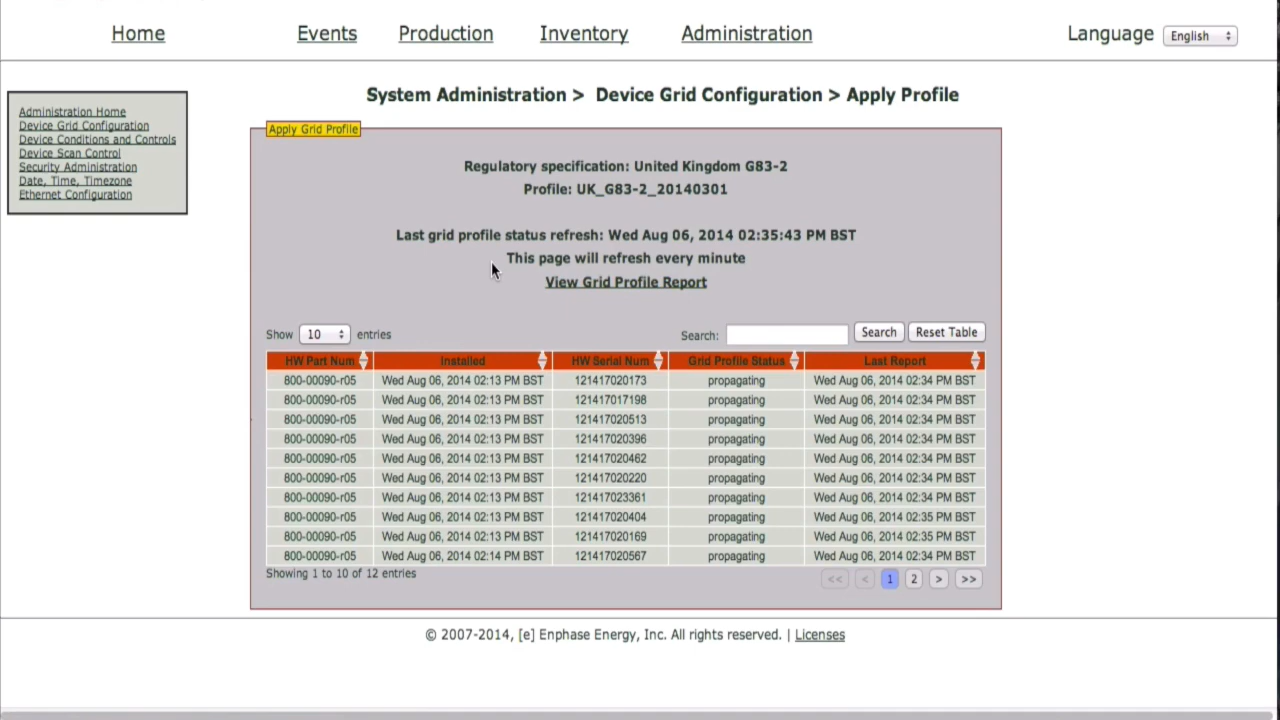 Home Events Production Inventory Administration Language English
System Administration > Device Grid Configuration > Apply Profile
Administration Home
Device Grid Configuration
Device Conditions and Controls
Device Scan Control
Security Administration
Date, Time, Timezone
Ethernet Configuration
Apply Grid Profile
Regulatory specification: United Kingdom G83-2
Profile: UK_G83-2_20140301
Last grid profile status refresh: Wed Aug 06, 2014 02:35:43 PM BST
This page will refresh every minute
View Grid Profile Report
Show 10 entries Search: Search Reset Table
HW Part Num Installed HW Serial Num Grid Profile Status Last Report
800-00090-r05 Wed Aug 06, 2014 02:13 PM BST 121417020173 propagating Wed Aug 06, 2014 02:34 PM BST
800-00090-r05 Wed Aug 06, 2014 02:13 PM BST 121417017198 propagating Wed Aug 06, 2014 02:34 PM BST
800-00090-r05 Wed Aug 06, 2014 02:13 PM BST 121417020513 propagating Wed Aug 06, 2014 02:34 PM BST
800-00090-r05 Wed Aug 06, 2014 02:13 PM BST 121417020396 propagating Wed Aug 06, 2014 02:34 PM BST
800-00090-r05 Wed Aug 06, 2014 02:13 PM BST 121417020462 propagating Wed Aug 06, 2014 02:34 PM BST
800-00090-r05 Wed Aug 06, 2014 02:13 PM BST 121417020220 propagating Wed Aug 06, 2014 02:34 PM BST
800-00090-r05 Wed Aug 06, 2014 02:13 PM BST 121417023361 propagating Wed Aug 06, 2014 02:34 PM BST
800-00090-r05 Wed Aug 06, 2014 02:13 PM BST 121417020404 propagating Wed Aug 06, 2014 02:35 PM BST
800-00090-r05 Wed Aug 06, 2014 02:13 PM BST 121417020169 propagating Wed Aug 06, 2014 02:35 PM BST
800-00090-r05 Wed Aug 06, 2014 02:14 PM BST 121417020567 propagating Wed Aug 06, 2014 02:34 PM BST
Showing 1 to 10 of 12 entries << < 1 2 > >>
© 2007-2014, [e] Enphase Energy, Inc. All rights reserved. | Licenses